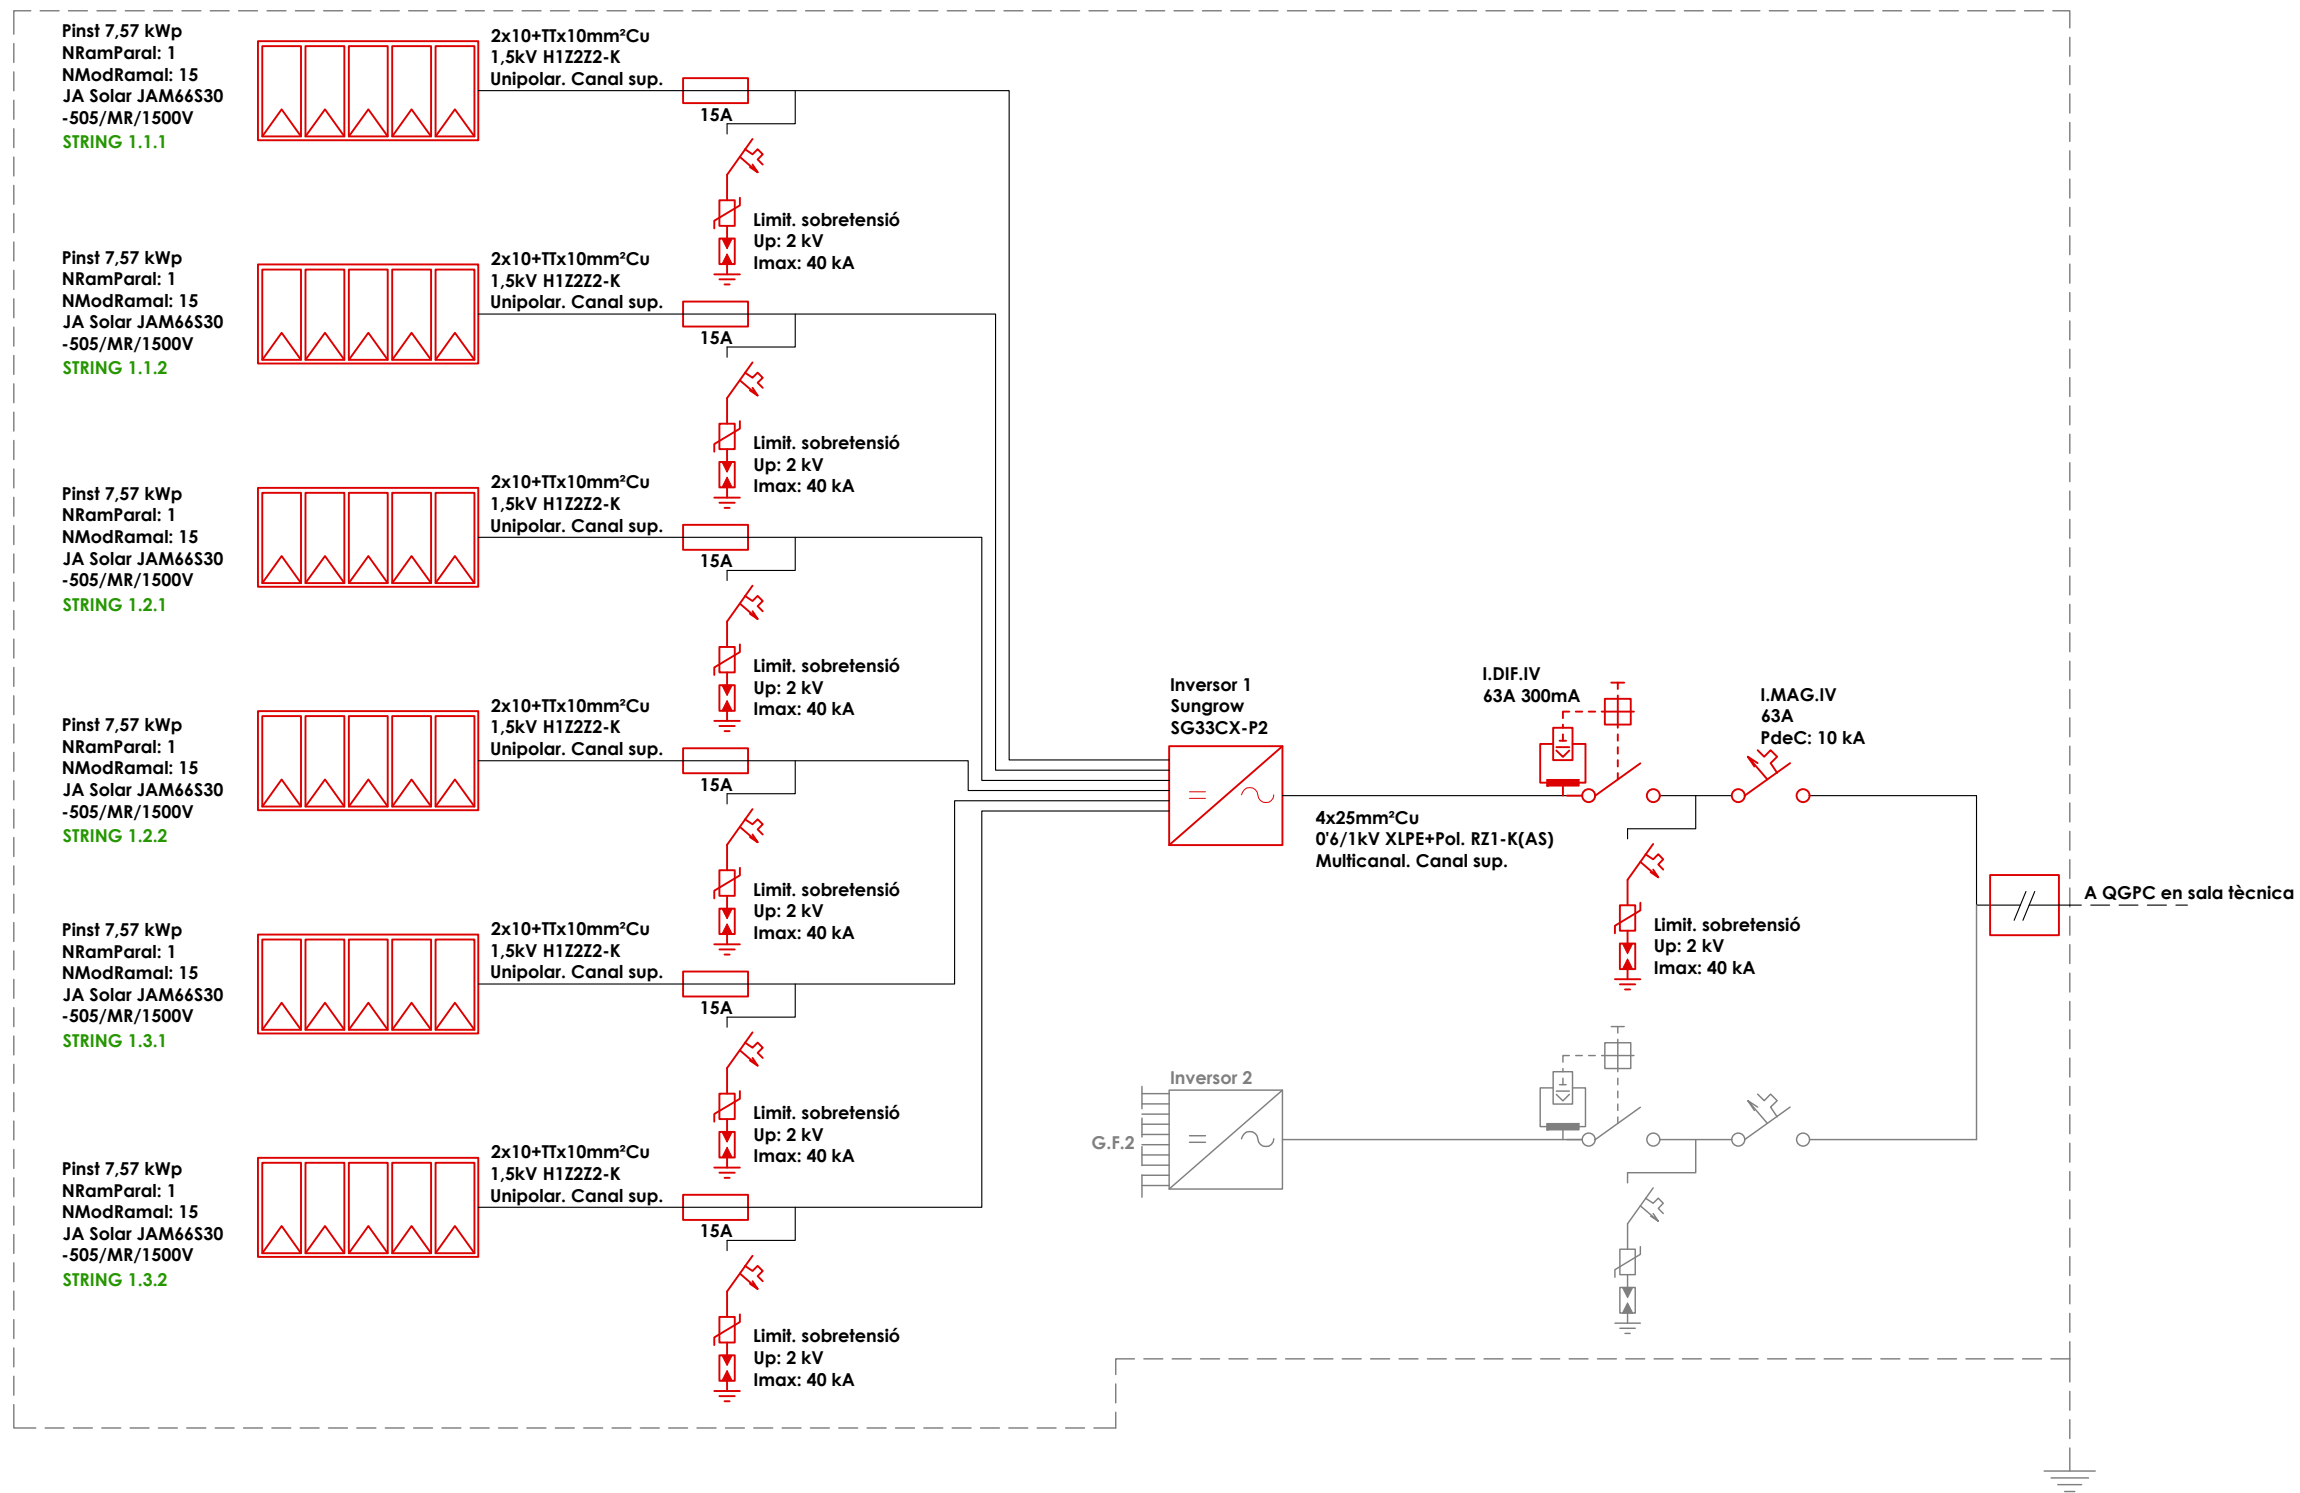 Pinst 7,57 kWp
NRamParal: 1
NModRamal: 15
JA Solar JAM66S30
-505/MR/1500V
STRING 1.1.1
2x10+TTx10mm²Cu
1,5kV H1Z2Z2-K
Unipolar. Canal sup.
15A
Limit. sobretensió
Up: 2 kV
Imax: 40 kA
Pinst 7,57 kWp
NRamParal: 1
NModRamal: 15
JA Solar JAM66S30
-505/MR/1500V
STRING 1.1.2
2x10+TTx10mm²Cu
1,5kV H1Z2Z2-K
Unipolar. Canal sup.
15A
Limit. sobretensió
Up: 2 kV
Imax: 40 kA
Pinst 7,57 kWp
NRamParal: 1
NModRamal: 15
JA Solar JAM66S30
-505/MR/1500V
STRING 1.2.1
2x10+TTx10mm²Cu
1,5kV H1Z2Z2-K
Unipolar. Canal sup.
15A
Limit. sobretensió
Up: 2 kV
Imax: 40 kA
Pinst 7,57 kWp
NRamParal: 1
NModRamal: 15
JA Solar JAM66S30
-505/MR/1500V
STRING 1.2.2
2x10+TTx10mm²Cu
1,5kV H1Z2Z2-K
Unipolar. Canal sup.
15A
Limit. sobretensió
Up: 2 kV
Imax: 40 kA
Pinst 7,57 kWp
NRamParal: 1
NModRamal: 15
JA Solar JAM66S30
-505/MR/1500V
STRING 1.3.1
2x10+TTx10mm²Cu
1,5kV H1Z2Z2-K
Unipolar. Canal sup.
15A
Limit. sobretensió
Up: 2 kV
Imax: 40 kA
Pinst 7,57 kWp
NRamParal: 1
NModRamal: 15
JA Solar JAM66S30
-505/MR/1500V
STRING 1.3.2
2x10+TTx10mm²Cu
1,5kV H1Z2Z2-K
Unipolar. Canal sup.
15A
Limit. sobretensió
Up: 2 kV
Imax: 40 kA
Inversor 1
Sungrow
SG33CX-P2
4x25mm²Cu
0'6/1kV XLPE+Pol. RZ1-K(AS)
Multicanal. Canal sup.
I.DIF.IV
63A 300mA
I.MAG.IV
63A
PdeC: 10 kA
Limit. sobretensió
Up: 2 kV
Imax: 40 kA
A QGPC en sala tècnica
Inversor 2
G.F.2